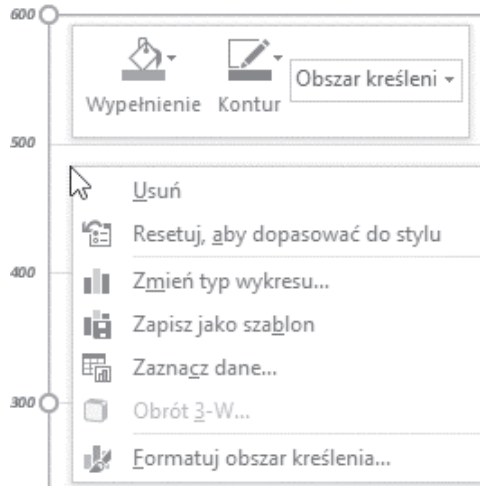 600
Wypełnienie Kontur Obszar kreśleni
500
Usuń
Resetuj, aby dopasować do stylu
400
Zmień typ wykresu...
Zapisz jako szablon
Zaznacz dane...
300
Obrót 3-W...
Formatuj obszar kreślenia...